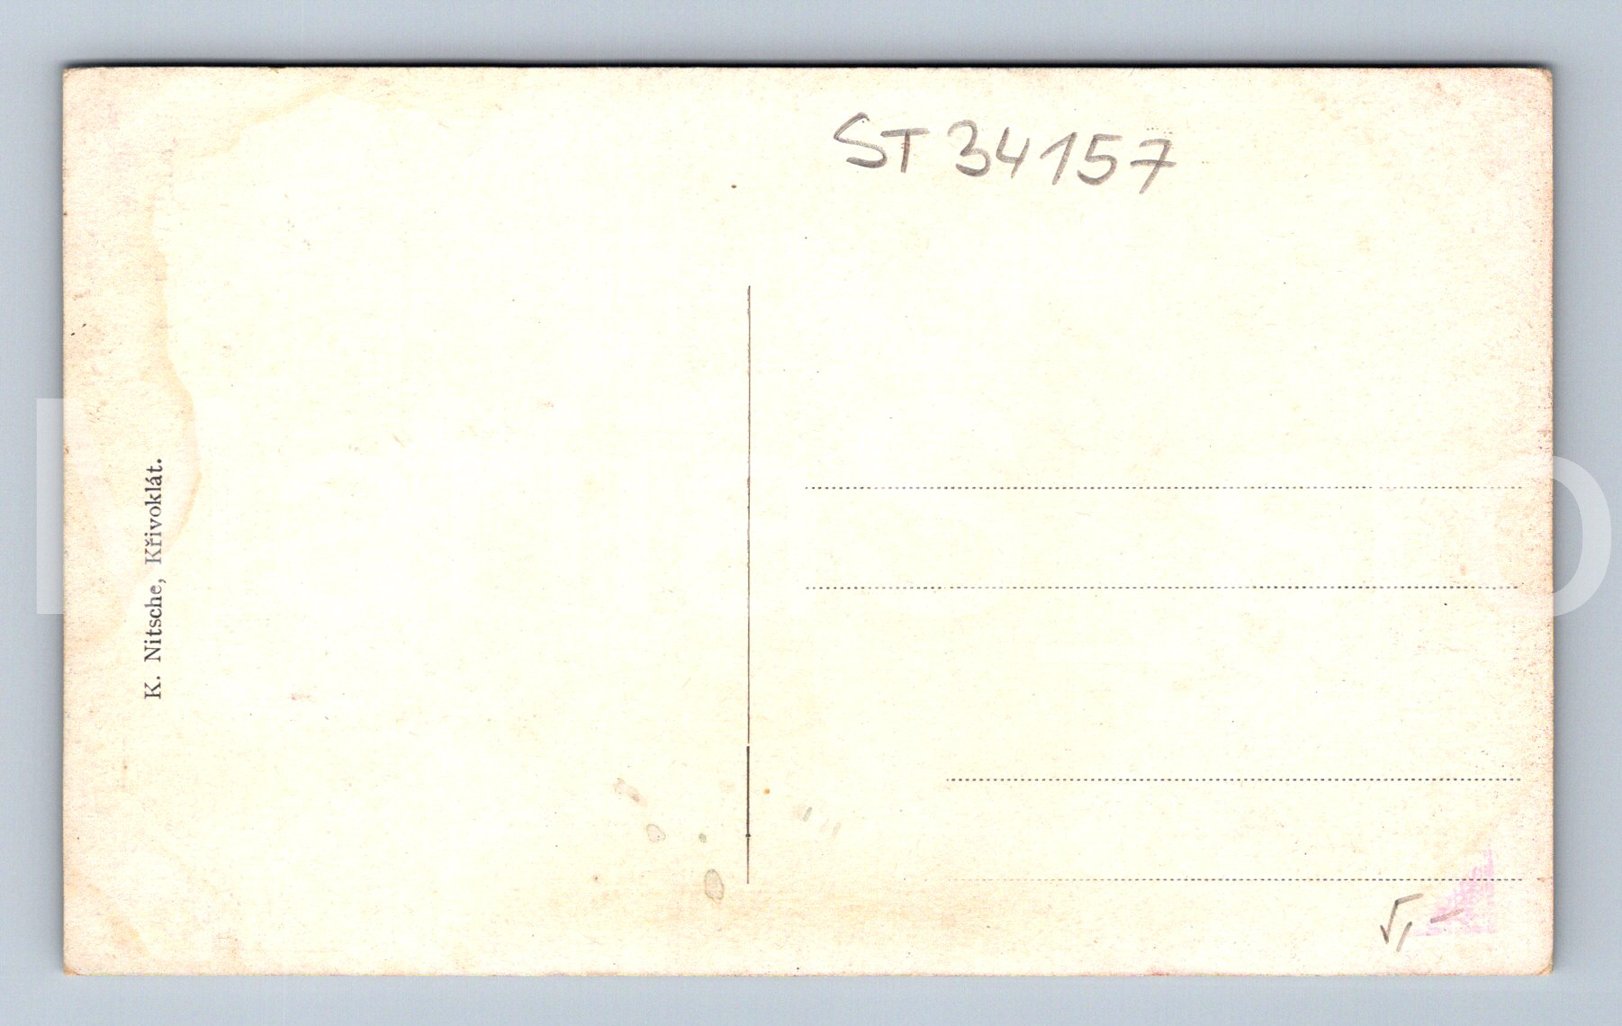 ST 34157
K. Nitsche, Křivoklát.